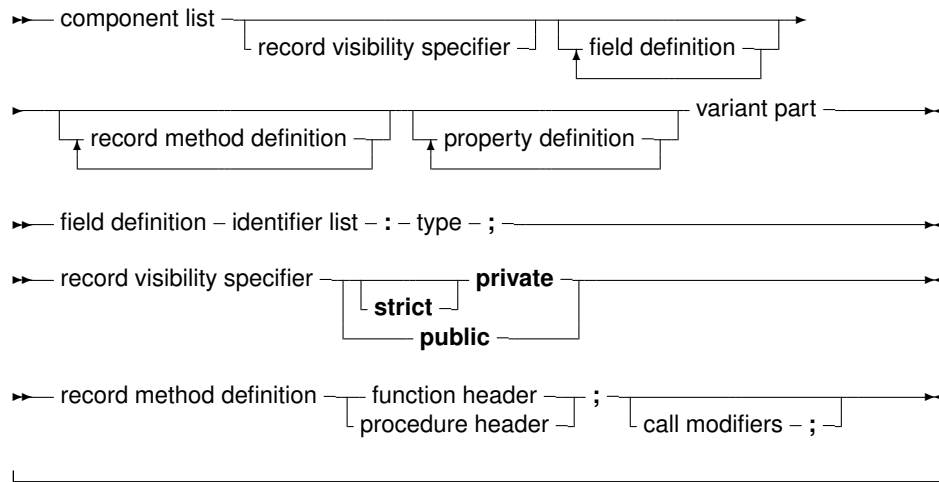 component list
record visibility specifier field definition
variant part
record method definition property definition
field definition identifier list : type ;
record visibility specifier private
strict
public
record method definition function header ;
procedure header call modifiers ;